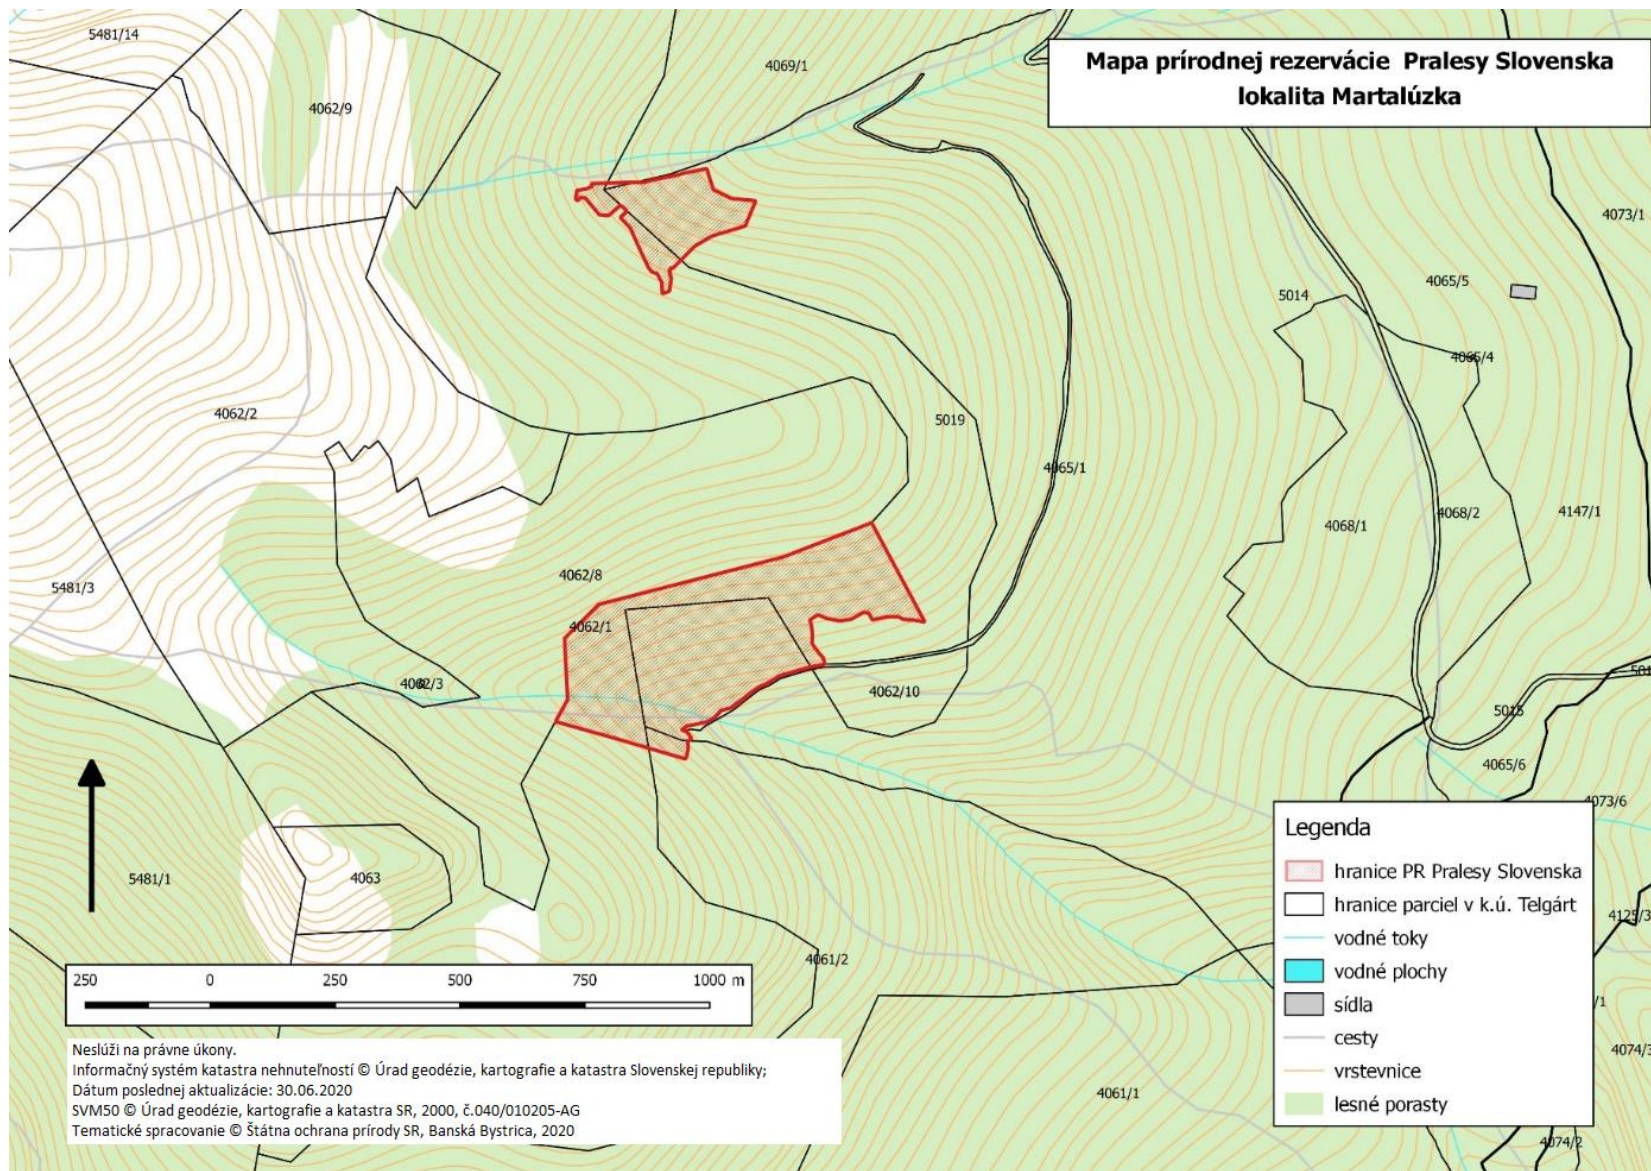 Mapa prírodnej rezervácie Pralesy Slovenska
lokalita Martalúzka
5481/14
4069/1
4062/9
4073/1
4065/5
5014
4065/4
4062/2
5019
4065/1
4068/1
4068/2
4147/1
4062/8
5481/3
4062/1
4062/3
4062/10
5015
4065/6
4073/6
5481/1
4063
4125/3
4061/2
4074/3
4061/1
4074/2
Legenda
hranice PR Pralesy Slovenska
hranice parciel v k.ú. Telgárt
vodné toky
vodné plochy
sídla
cesty
vrstevnice
lesné porasty
250 0 250 500 750 1000 m
Neslúži na právne úkony.
Informačný systém katastra nehnuteľností © Úrad geodézie, kartografie a katastra Slovenskej republiky;
Dátum poslednej aktualizácie: 30.06.2020
SVM50 © Úrad geodézie, kartografie a katastra SR, 2000, č.040/010205-AG
Tematické spracovanie © Štátna ochrana prírody SR, Banská Bystrica, 2020